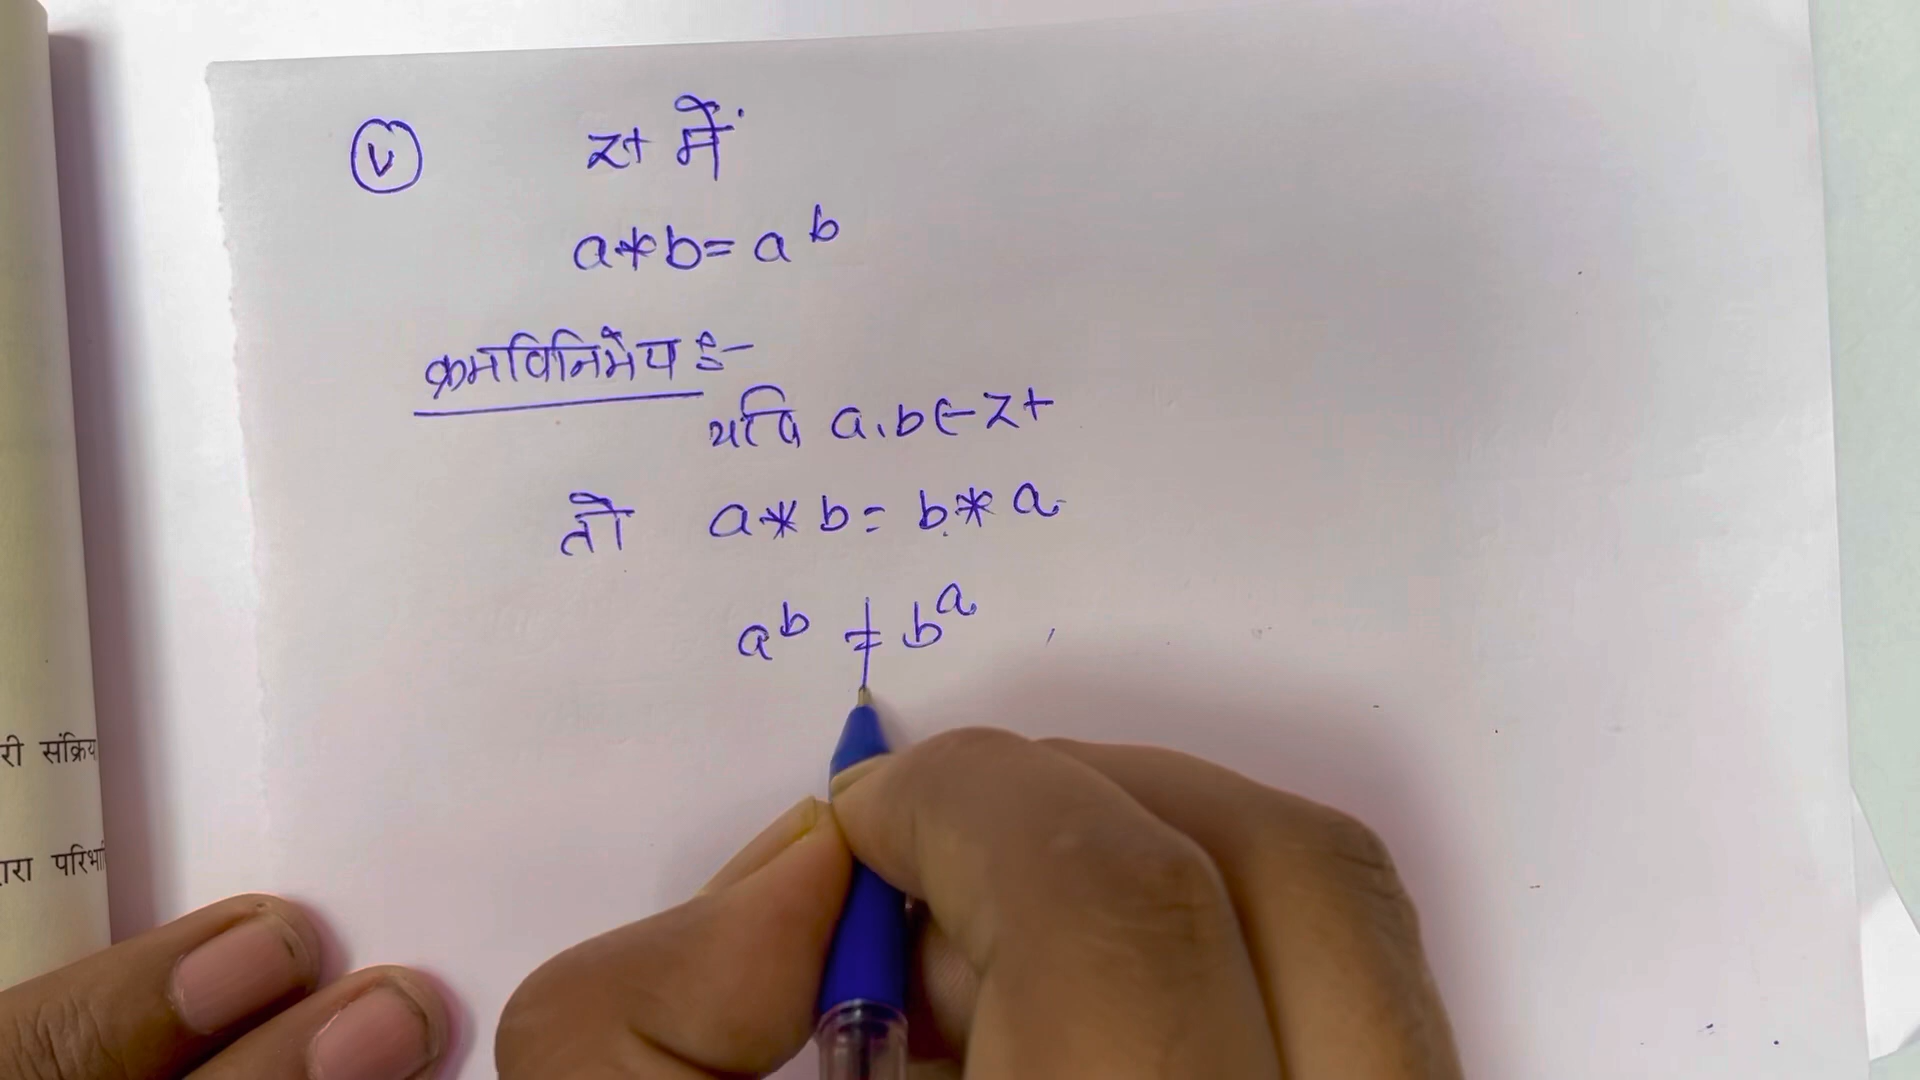 (v) z+ में
a*b = a^b
क्रमविनिमेय :-
यदि a, b ∈ z+
तो a * b = b * a
a^b ≠ b^a
री संक्रिय
ारा परिभा